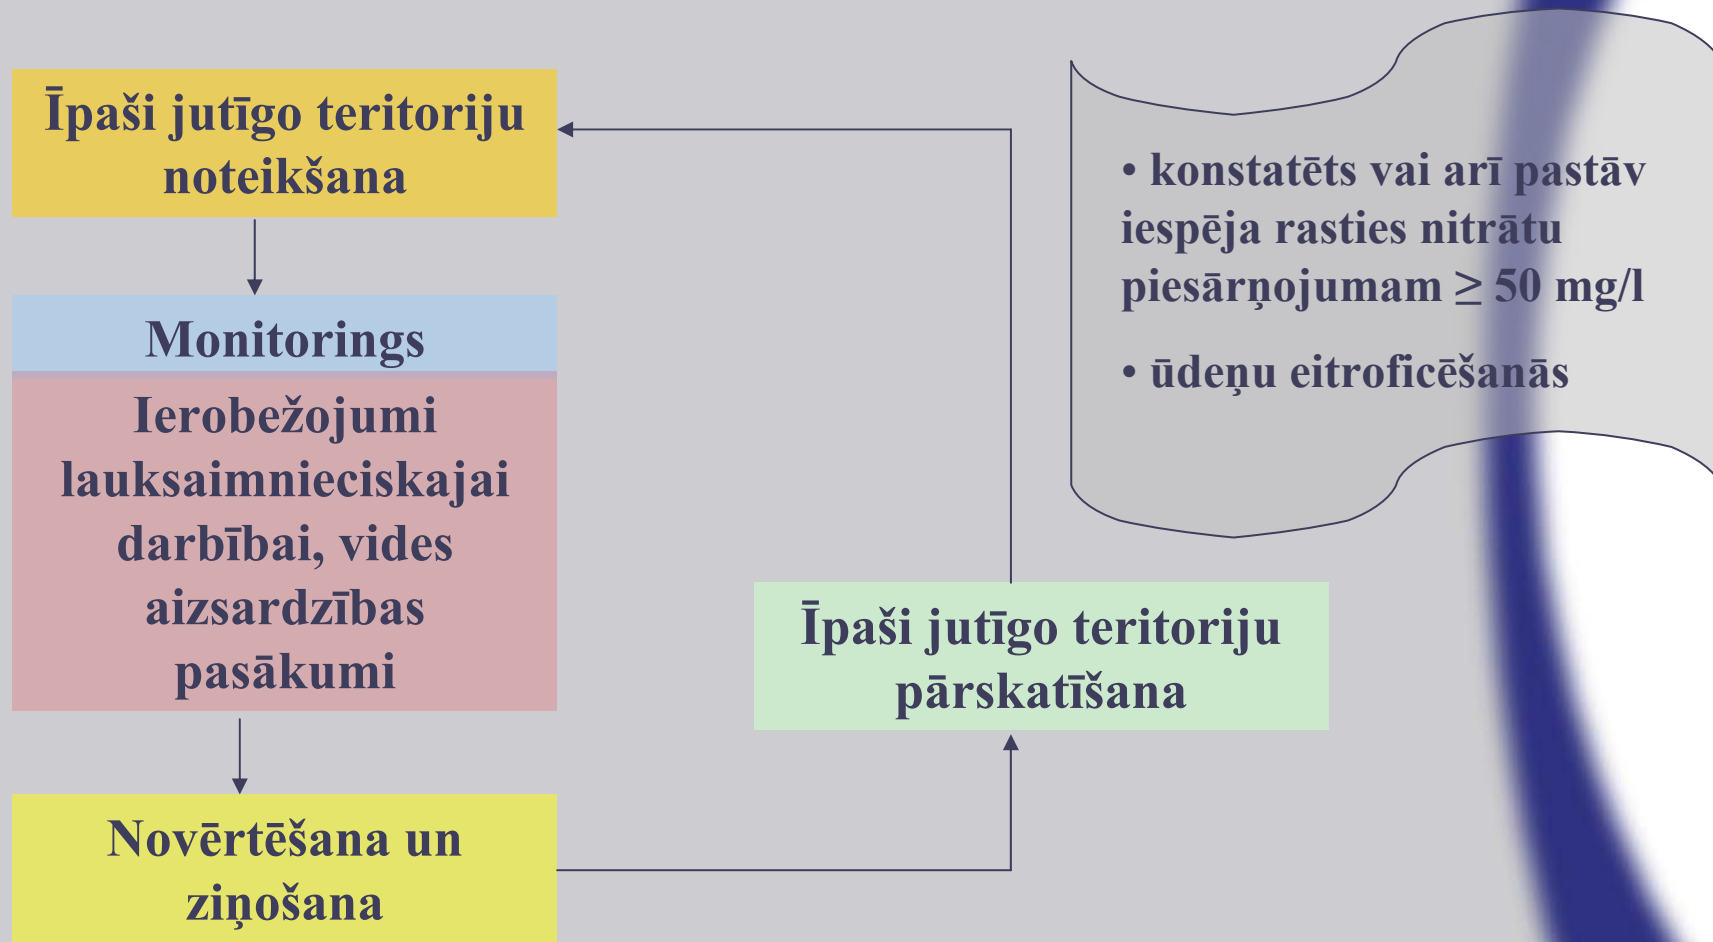 Īpaši jutīgo teritoriju
noteikšana
Monitorings
Ierobežojumi
lauksaimnieciskajai
darbībai, vides
aizsardzības
pasākumi
Novērtēšana un
ziņošana
Īpaši jutīgo teritoriju
pārskatīšana
• konstatēts vai arī pastāv
iespēja rasties nitrātu
piesārņojumam ≥ 50 mg/l
• ūdeņu eitroficēšanās